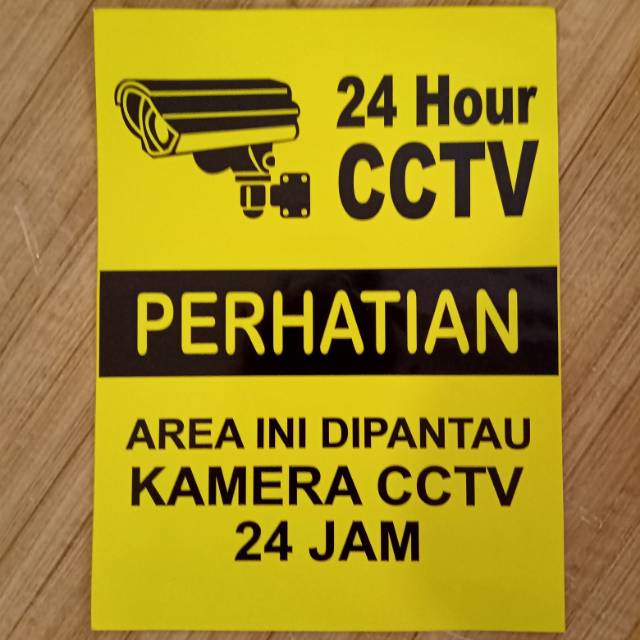 24 Hour
CCTV
PERHATIAN
AREA INI DIPANTAU
KAMERA CCTV
24 JAM